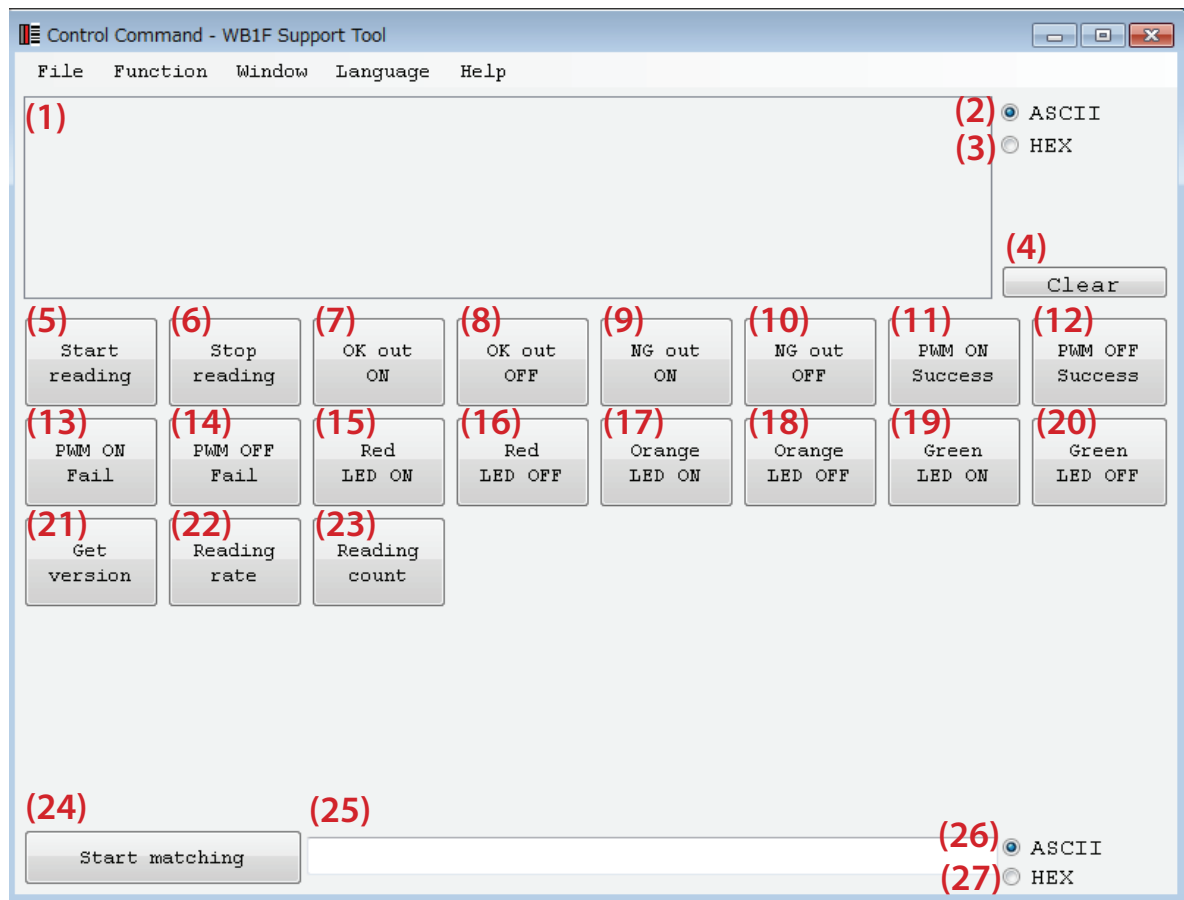 Control Command - WB1F Support Tool
File Function Window Language Help
(1)
(2) ASCII
(3) HEX
(4)
Clear
(5) (6) (7) (8) (9) (10) (11) (12)
Start Stop OK out OK out NG out NG out PWM ON PWM OFF
reading reading ON OFF ON OFF Success Success
(13) (14) (15) (16) (17) (18) (19) (20)
PWM ON PWM OFF Red Red Orange Orange Green Green
Fail Fail LED ON LED OFF LED ON LED OFF LED ON LED OFF
(21) (22) (23)
Get Reading Reading
version rate count
(24) (25)
Start matching
(26) ASCII
(27) HEX